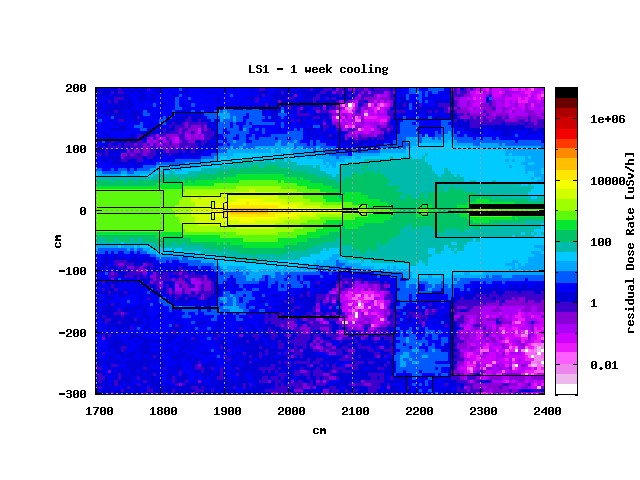 LS1 - 1 week cooling
200
100
0
-100
-200
-300
cm
1700 1800 1900 2000 2100 2200 2300 2400
cm
1e+06
10000
100
1
0.01
residual Dose Rate [uSv/h]